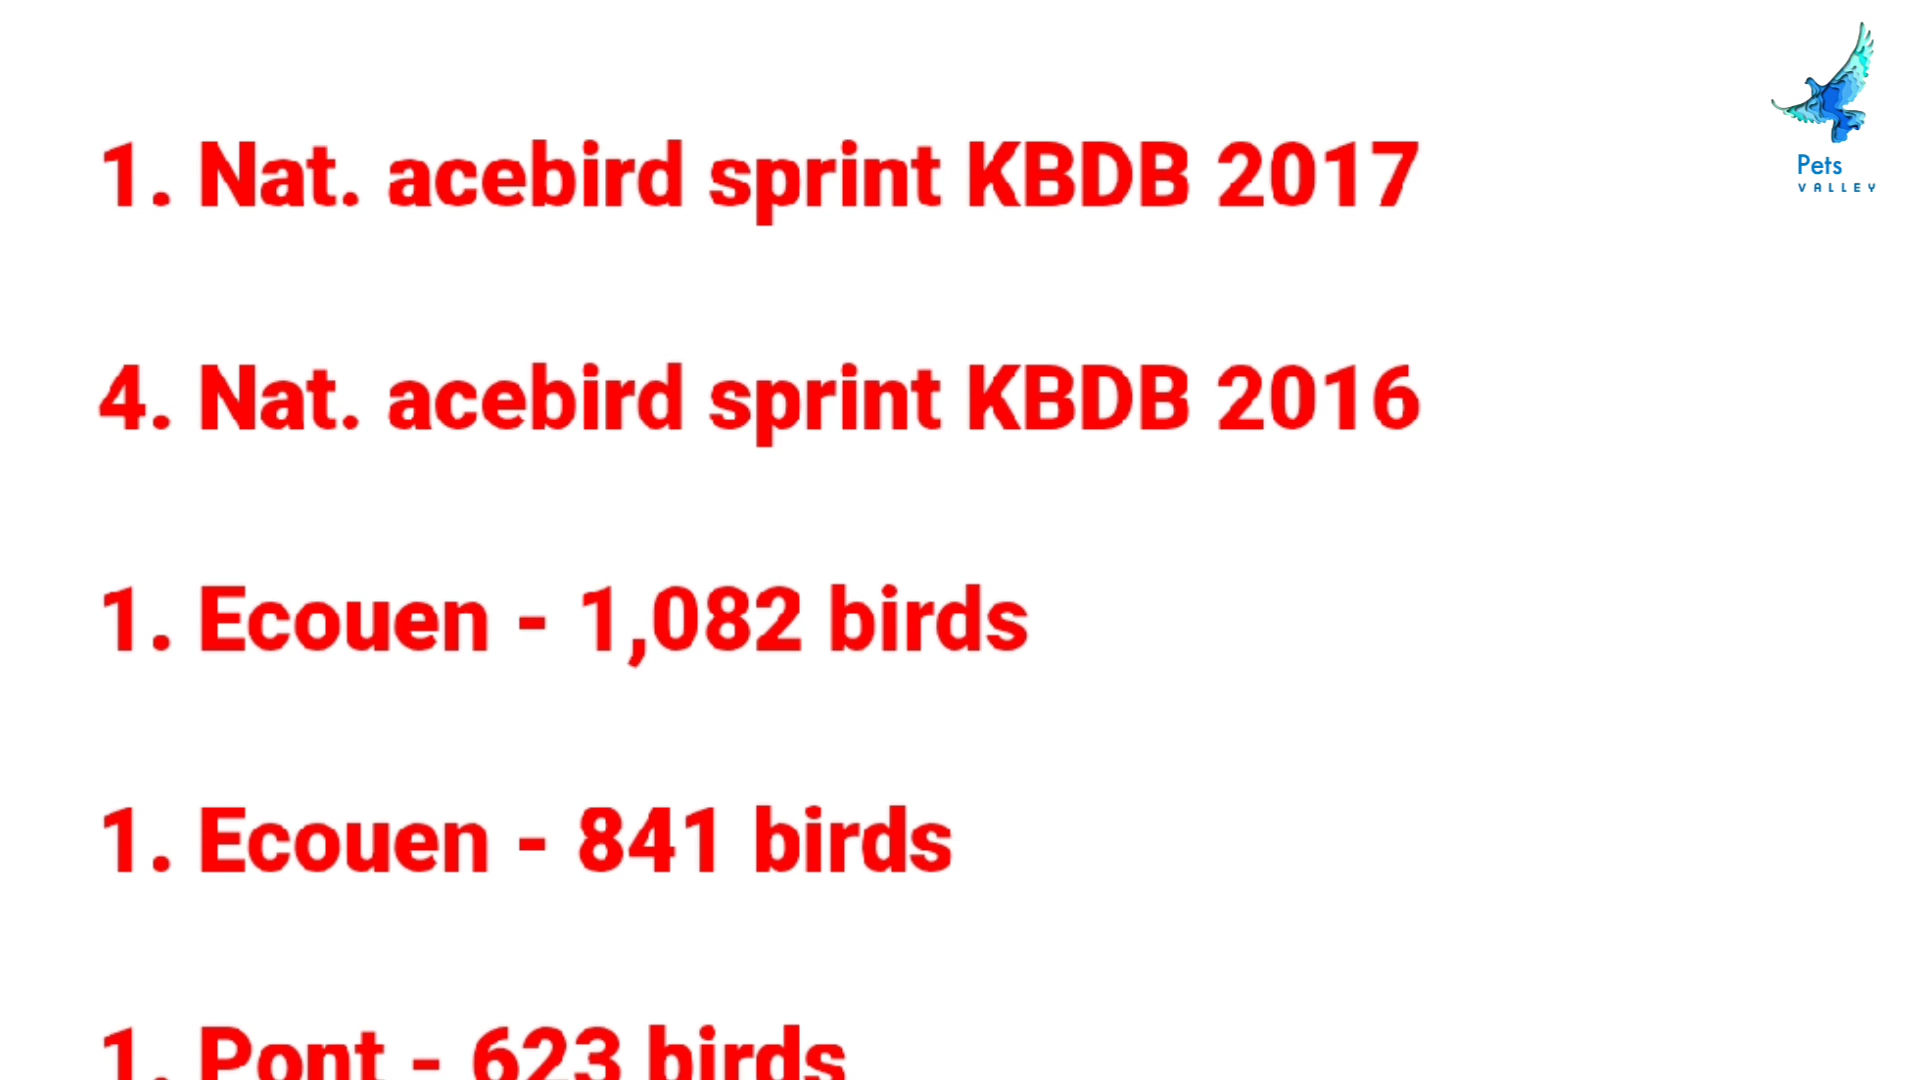 Pets
VALLEY
1. Nat. acebird sprint KBDB 2017
4. Nat. acebird sprint KBDB 2016
1. Ecouen - 1,082 birds
1. Ecouen - 841 birds
1. Pont - 623 birds